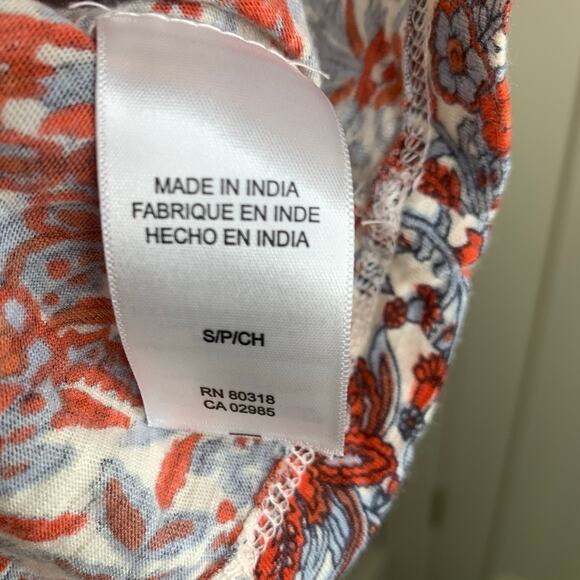 MADE IN INDIA
FABRIQUE EN INDE
HECHO EN INDIA
S/P/CH
RN 80318
CA 02985